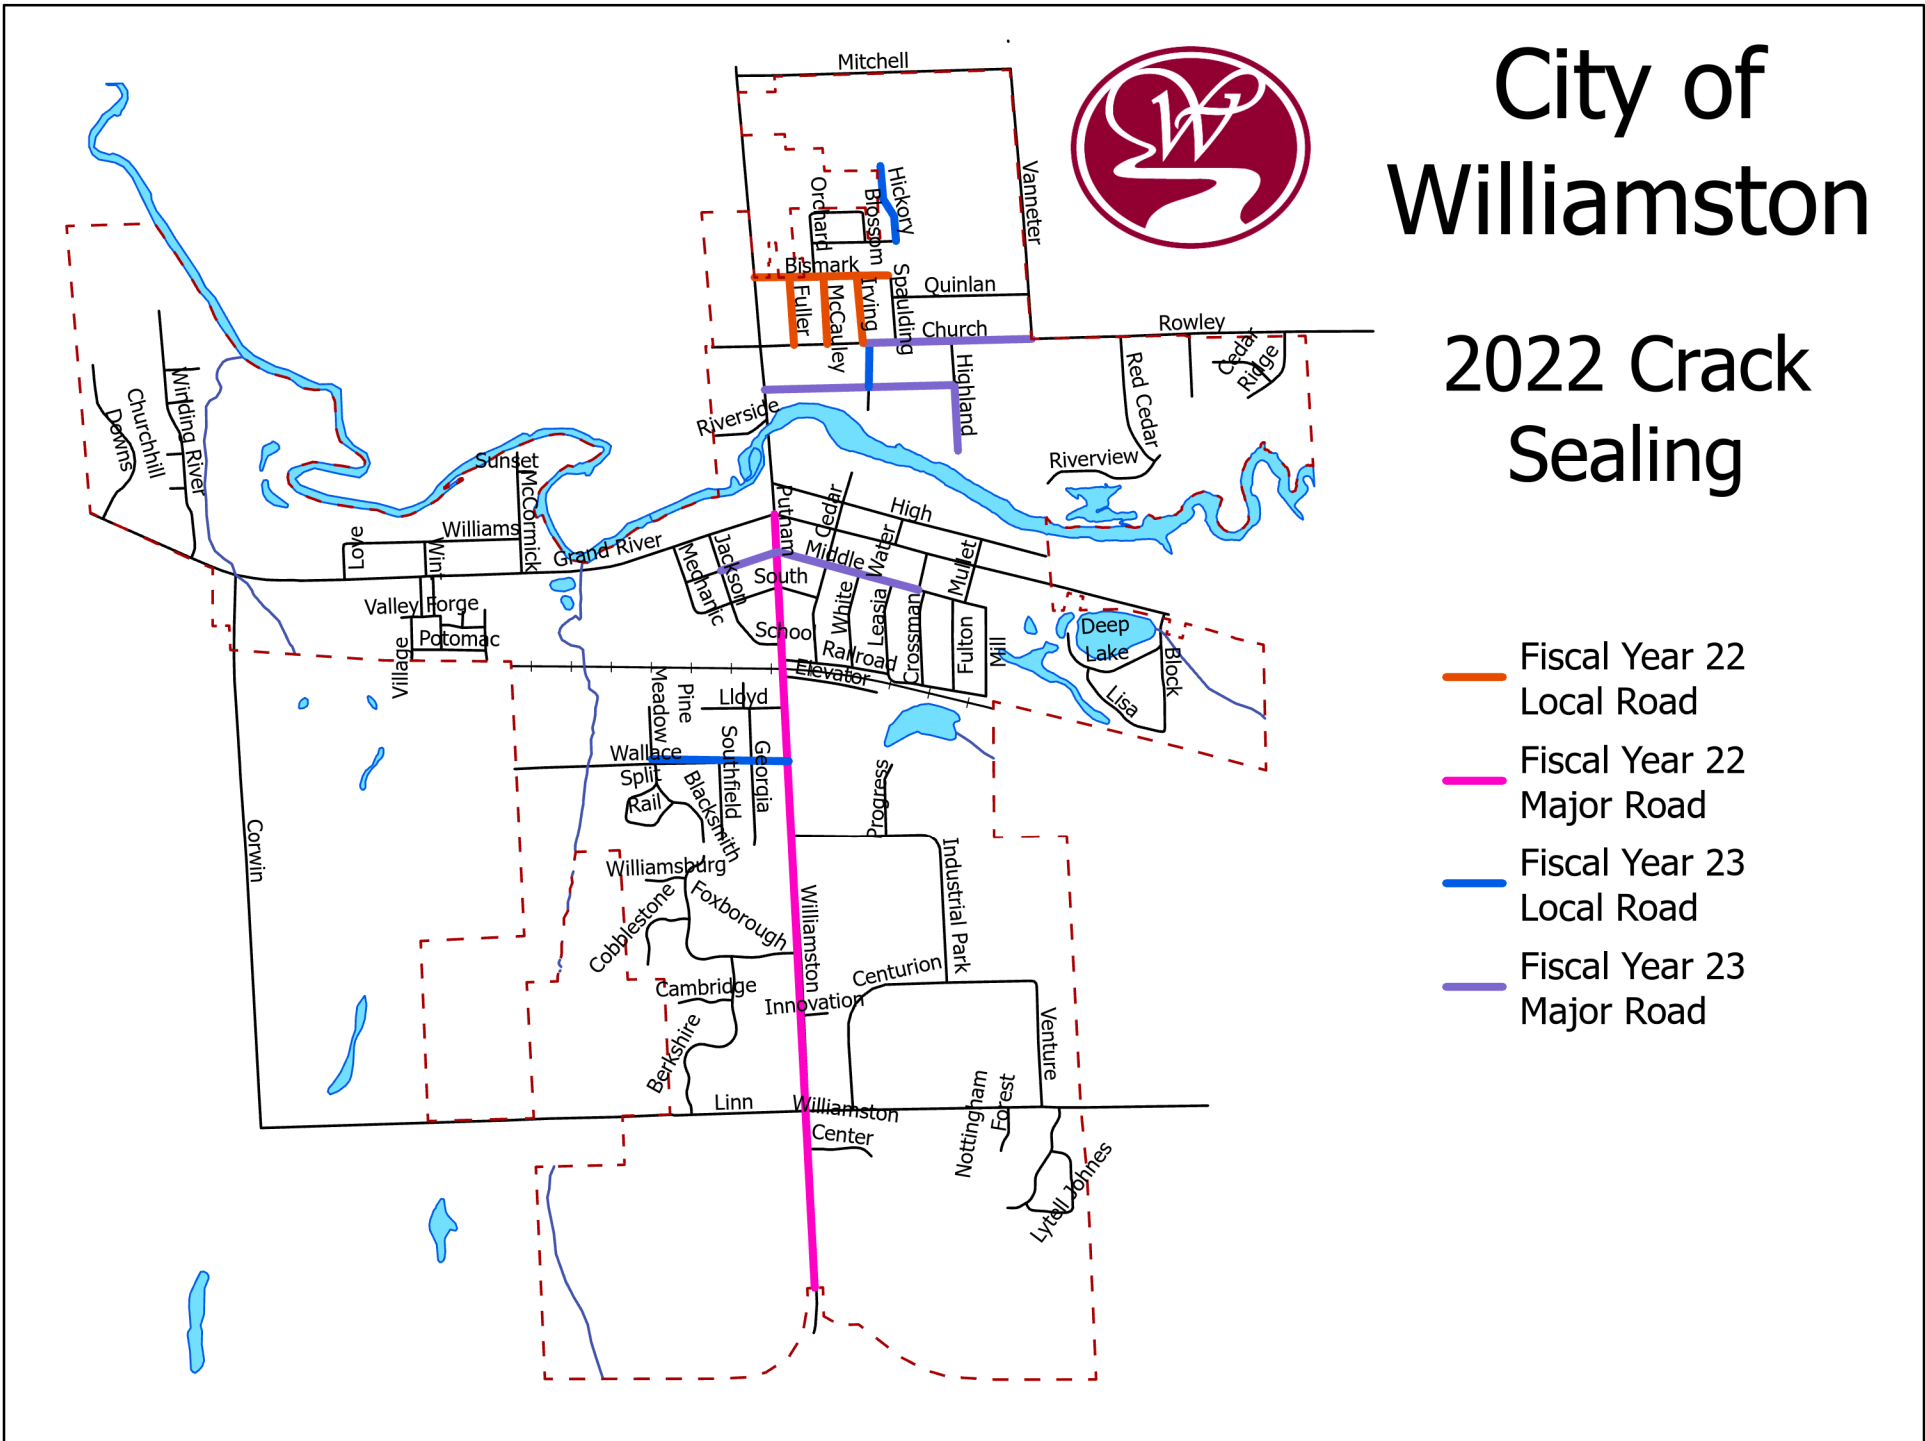 City of
Williamston
2022 Crack
Sealing
Fiscal Year 22
Local Road
Fiscal Year 22
Major Road
Fiscal Year 23
Local Road
Fiscal Year 23
Major Road
W
Mitchell
Vanneter
Hickory
Blossom
Orchard
Bismark
Fuller
McCauley
Irving
Spaulding
Quinlan
Church
Highland
Rowley
Cedar
Ridge
Red Cedar
Riverview
Riverside
Winding River
Churchhill
Downs
Sunset
McCormick
Williams
Love
Wint
Grand River
Valley Forge
Potomac
Village
Putnam
Cedar
High
Water
Middle
Mullet
Jackson
Mechanic
South
White
Leasia
Crossman
Fulton
Mill
Schoo
Railroad
Elevator
Deep
Lake
Lisa
Block
Meadow
Pine
Lloyd
Wallace
Southfield
Georgia
Split
Rail
Blacksmith
Progress
Corwin
Williamsburg
Cobblestone
Foxborough
Williamston
Industrial Park
Cambridge
Innovation
Centurion
Berkshire
Venture
Linn
Williamston
Center
Nottingham
Forest
Lytell Johnes